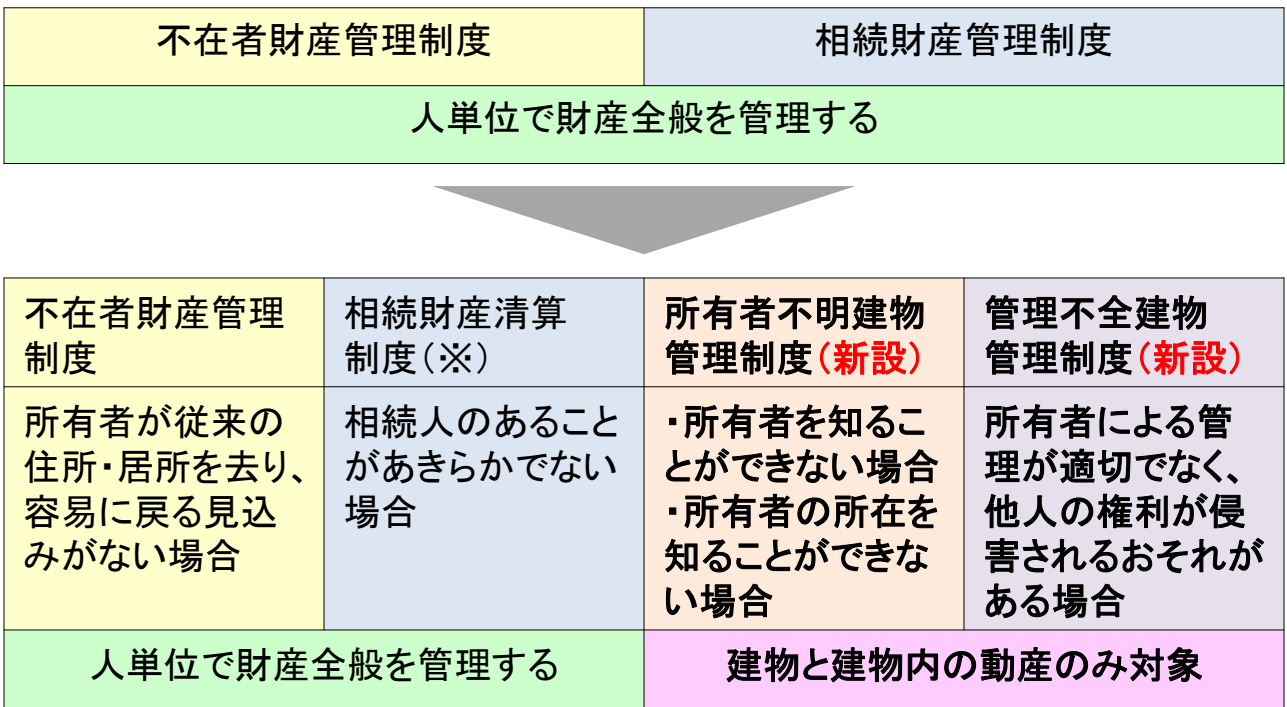 不在者財産管理制度
相続財産管理制度
人単位で財産全般を管理する
不在者財産管理
制度
相続財産清算
制度(※)
所有者不明建物
管理制度(新設)
管理不全建物
管理制度(新設)
所有者が従来の
住所・居所を去り、
容易に戻る見込
みがない場合
相続人のあること
があきらかでない
場合
・所有者を知るこ
とができない場合
・所有者の所在を
知ることができな
い場合
所有者による管
理が適切でなく、
他人の権利が侵
害されるおそれが
ある場合
人単位で財産全般を管理する
建物と建物内の動産のみ対象